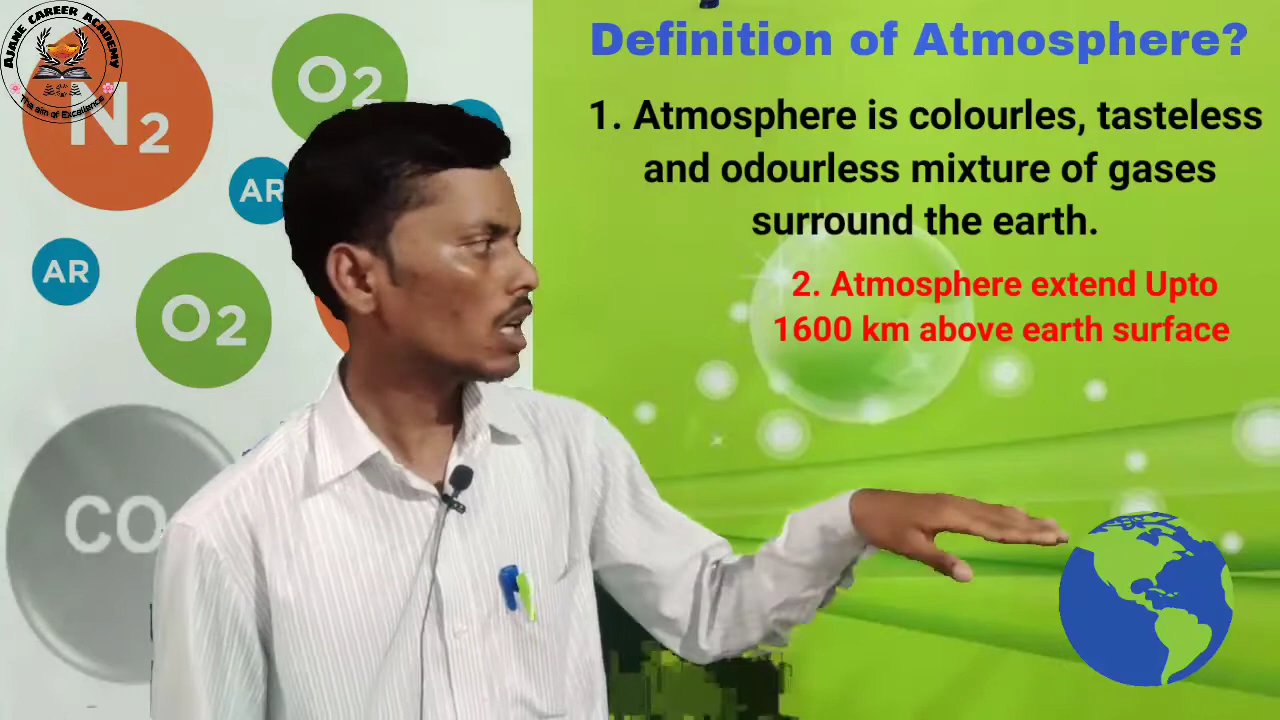 AJANE CAREER ACADEMY
The aim of Excellence
N2
O2
AR
AR
O2
CO
Definition of Atmosphere?
1. Atmosphere is colourles, tasteless
and odourless mixture of gases
surround the earth.
2. Atmosphere extend Upto
1600 km above earth surface